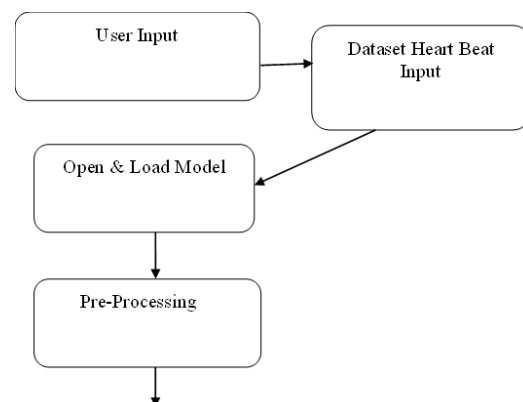 User Input
Dataset Heart Beat
Input
Open & Load Model
Pre-Processing